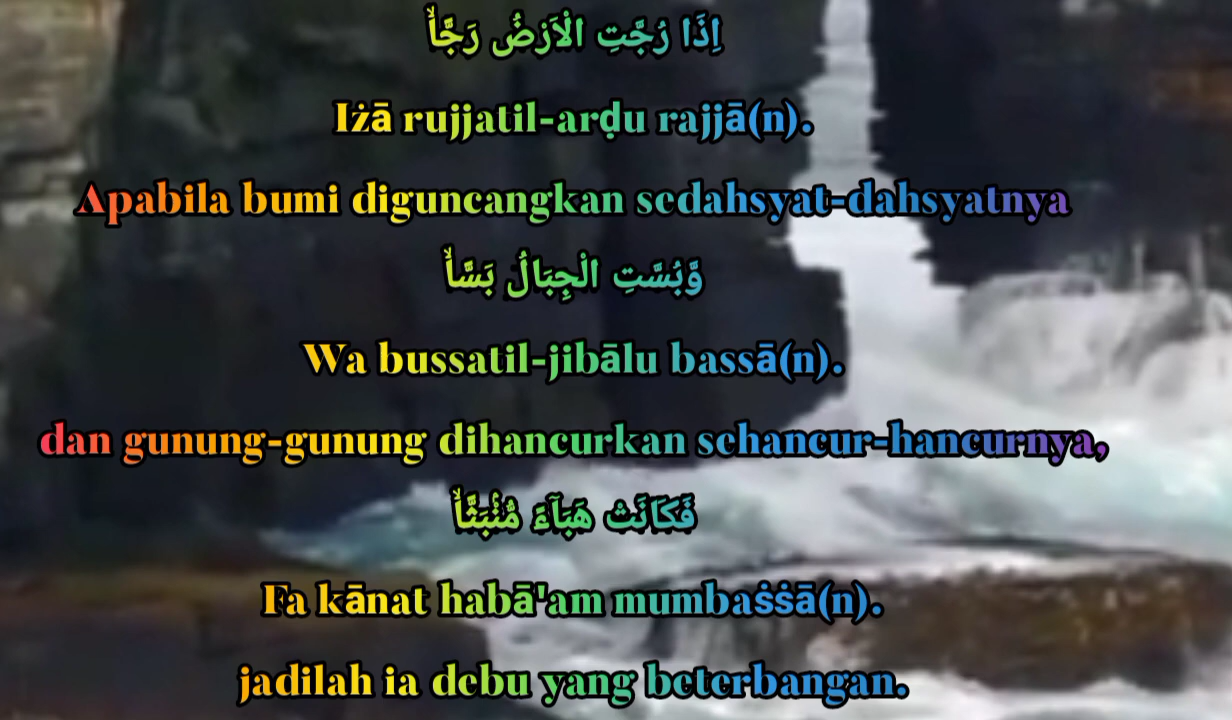 اِذَا رُجَّتِ الْاَرْضُ رَجًّاۙ
Iżā rujjatil-arḍu rajjā(n).
Apabila bumi diguncangkan sedahsyat-dahsyatnya
وَّبُسَّتِ الْجِبَالُ بَسًّاۙ
Wa bussatil-jibālu bassā(n).
dan gunung-gunung dihancurkan sehancur-hancurnya,
فَكَانَتْ هَبَاۤءً مُّنْۢبَثًّاۙ
Fa kānat habā'am mumbaṡṡā(n).
jadilah ia debu yang beterbangan.